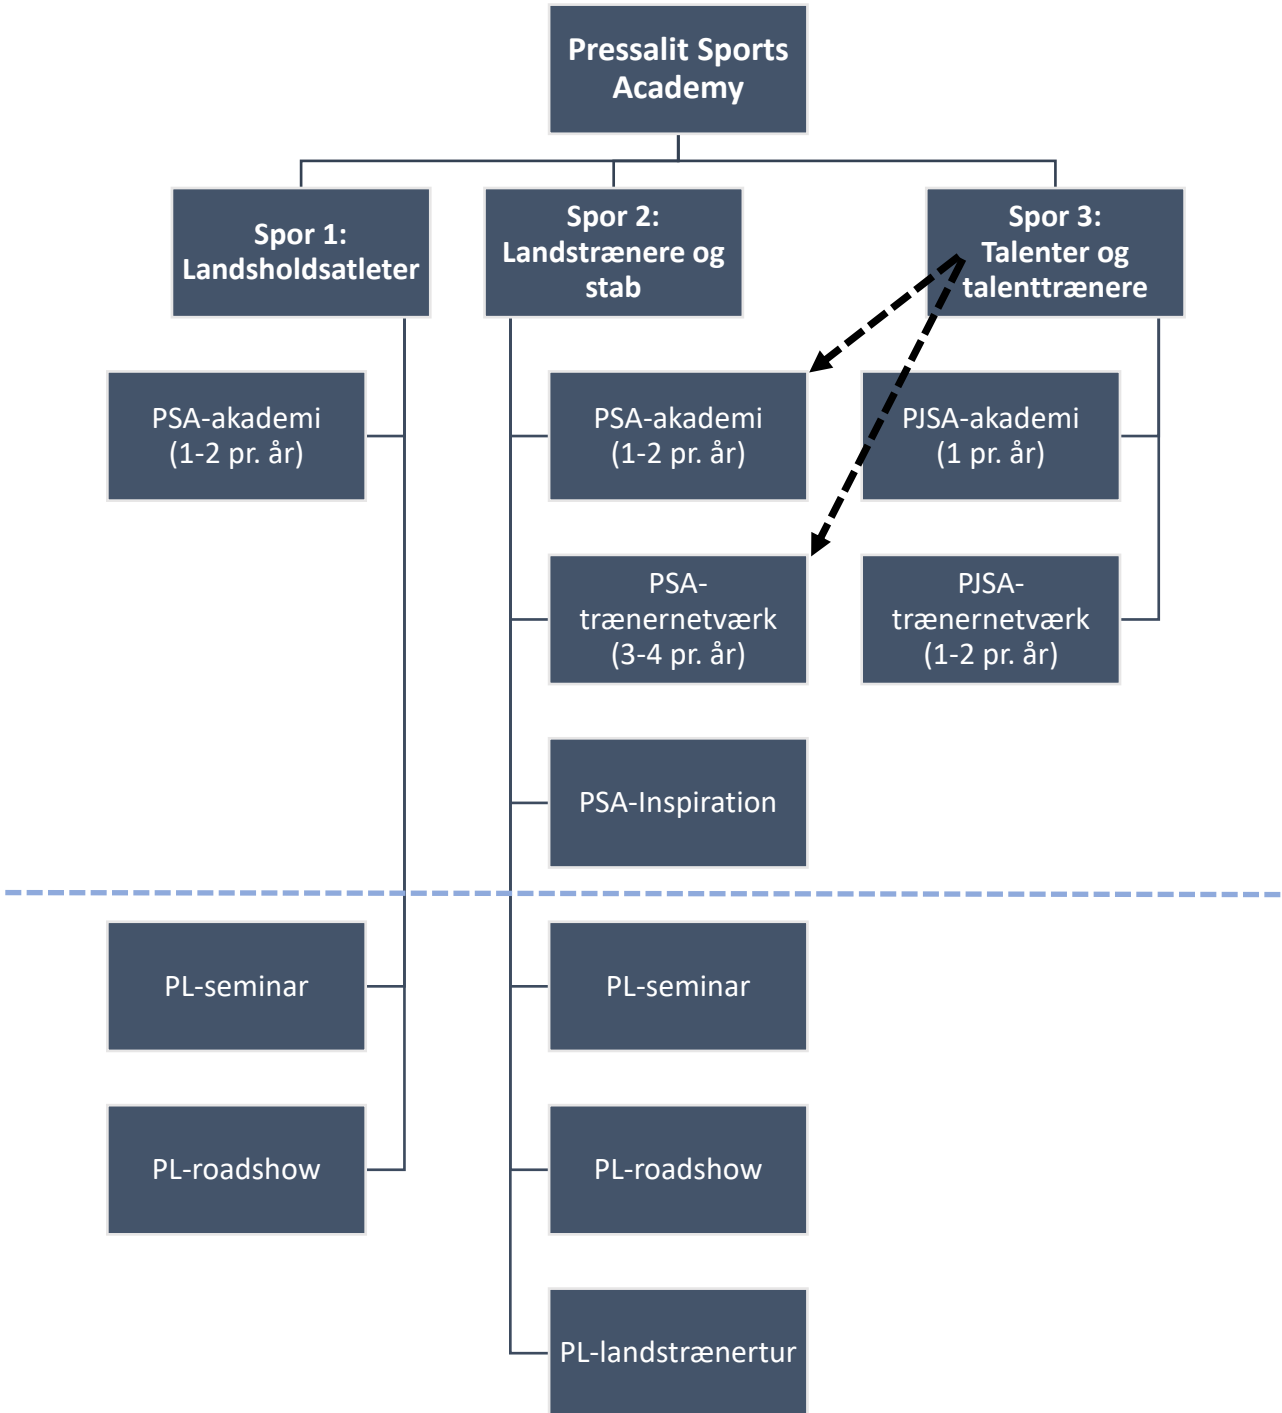 Pressalit Sports
Academy
Spor 1:
Landsholdsatleter
Spor 2:
Landstrænere og
stab
Spor 3:
Talenter og
talenttrænere
PSA-akademi
(1-2 pr. år)
PSA-akademi
(1-2 pr. år)
PJSA-akademi
(1 pr. år)
PSA-
trænernetværk
(3-4 pr. år)
PJSA-
trænernetværk
(1-2 pr. år)
PSA-Inspiration
PL-seminar
PL-seminar
PL-roadshow
PL-roadshow
PL-landstrænertur